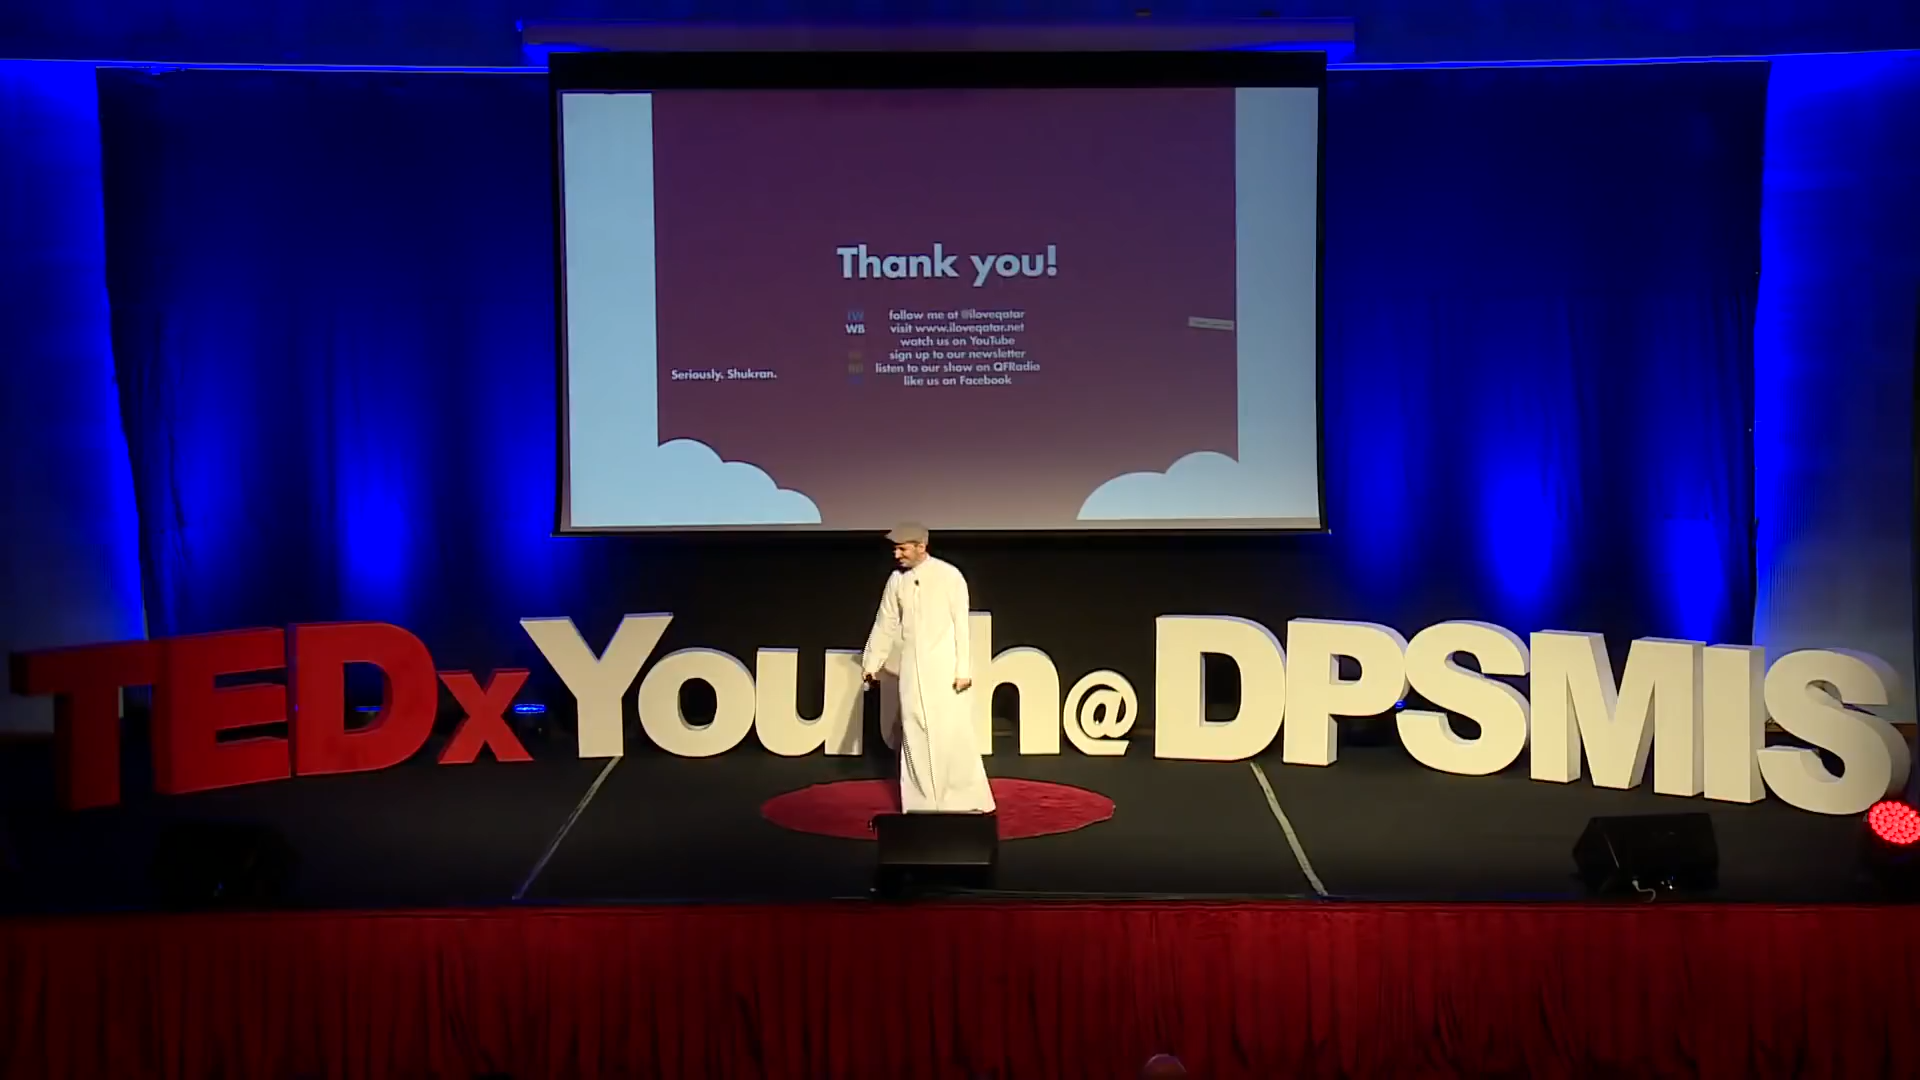 Thank you!
follow me at @iloveqatar
WB visit www.iloveqatar.net
watch us on YouTube
sign up to our newsletter
listen to our show on QFRadio
like us on Facebook
Seriously. Shukran.
TEDxYouth@DPSMIS